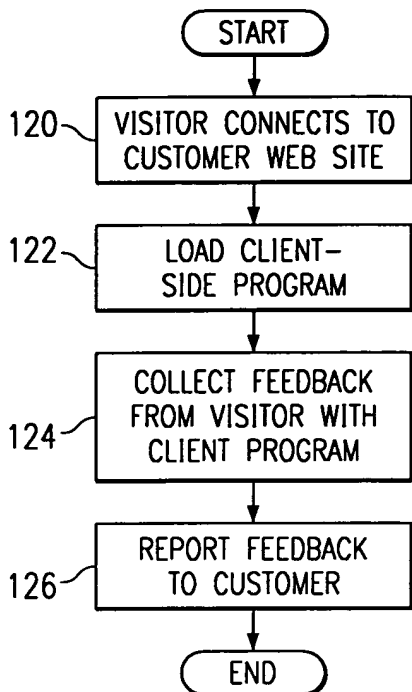 START
120
VISITOR CONNECTS TO
CUSTOMER WEB SITE
122
LOAD CLIENT-
SIDE PROGRAM
124
COLLECT FEEDBACK
FROM VISITOR WITH
CLIENT PROGRAM
126
REPORT FEEDBACK
TO CUSTOMER
END